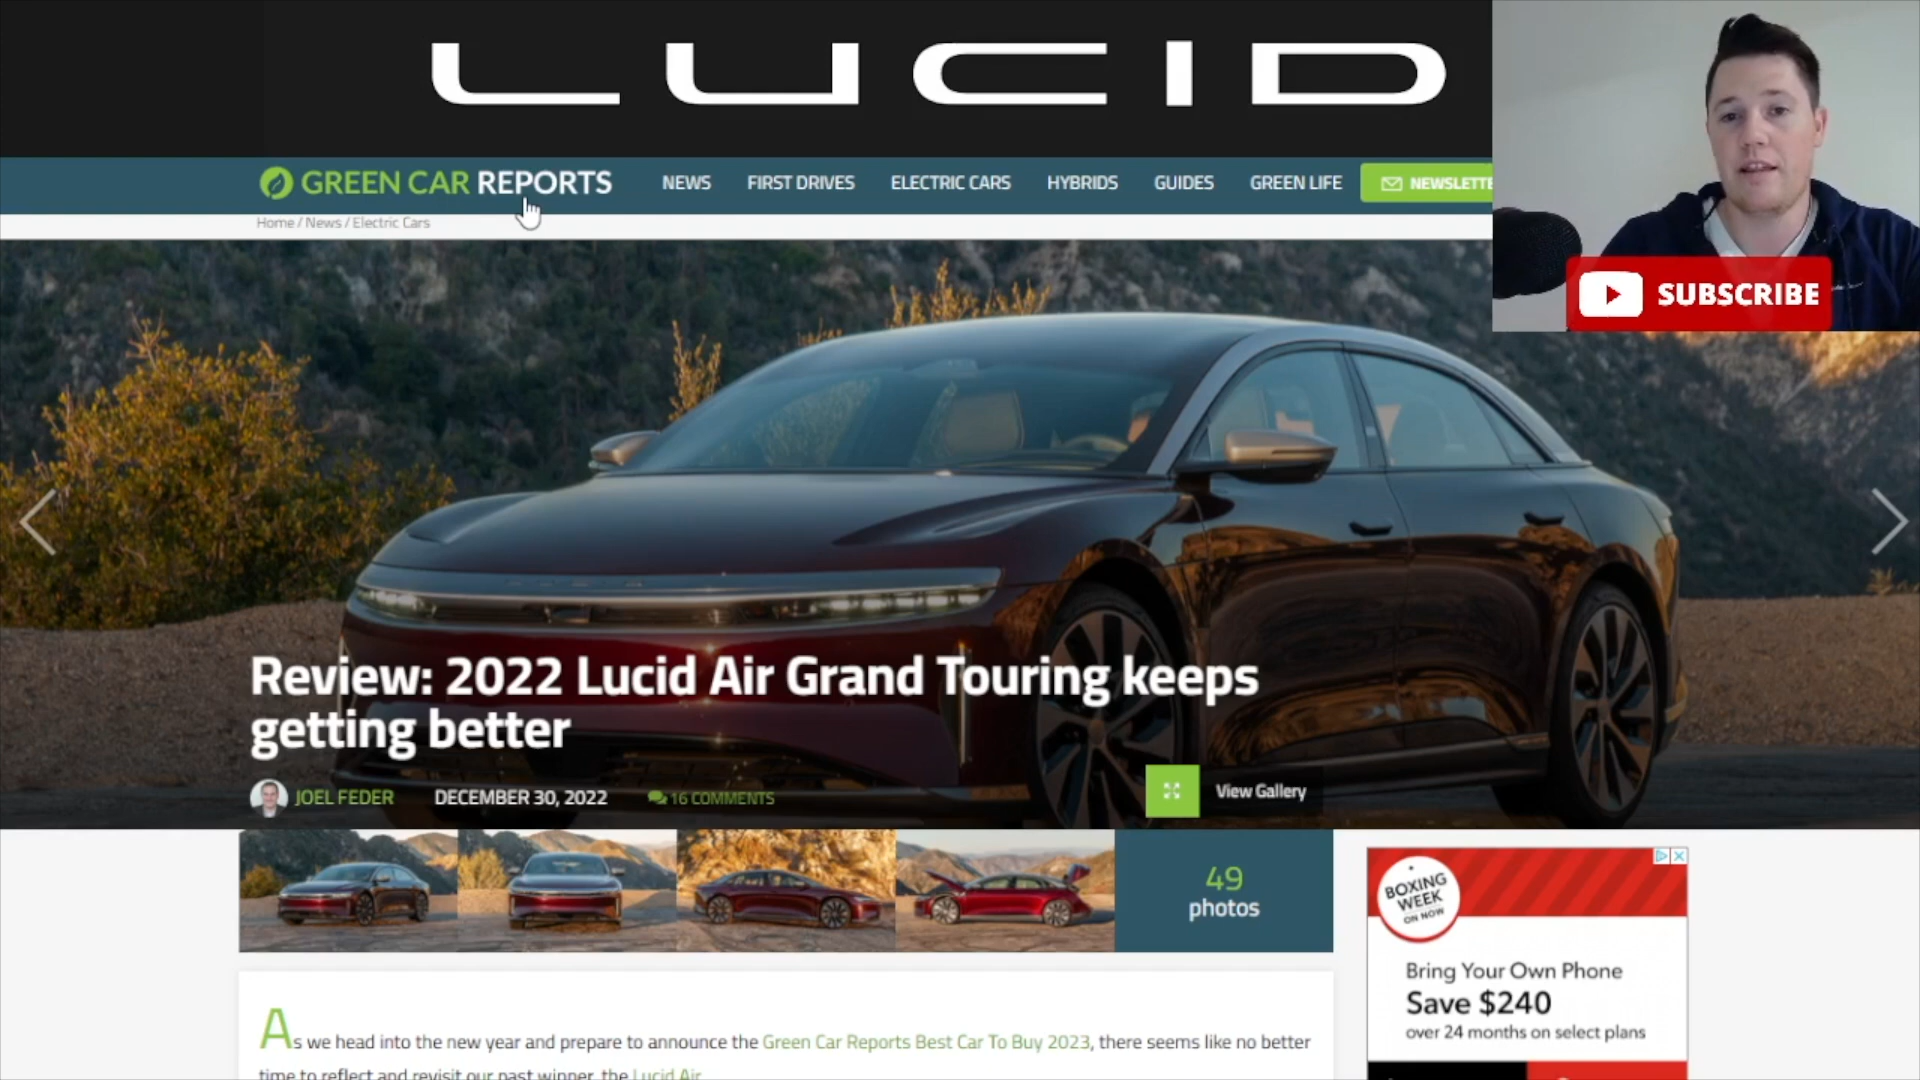 LUCID
GREEN CAR REPORTS
NEWS
FIRST DRIVES
ELECTRIC CARS
HYBRIDS
GUIDES
GREEN LIFE
NEWSLETTE
Home / News / Electric Cars
SUBSCRIBE
Review: 2022 Lucid Air Grand Touring keeps
getting better
JOEL FEDER
DECEMBER 30, 2022
16 COMMENTS
View Gallery
49
photos
BOXING
WEEK
ON NOW
Bring Your Own Phone
Save $240
over 24 months on select plans
As we head into the new year and prepare to announce the Green Car Reports Best Car To Buy 2023, there seems like no better
time to reflect and revisit our past winner, the Lucid Air.